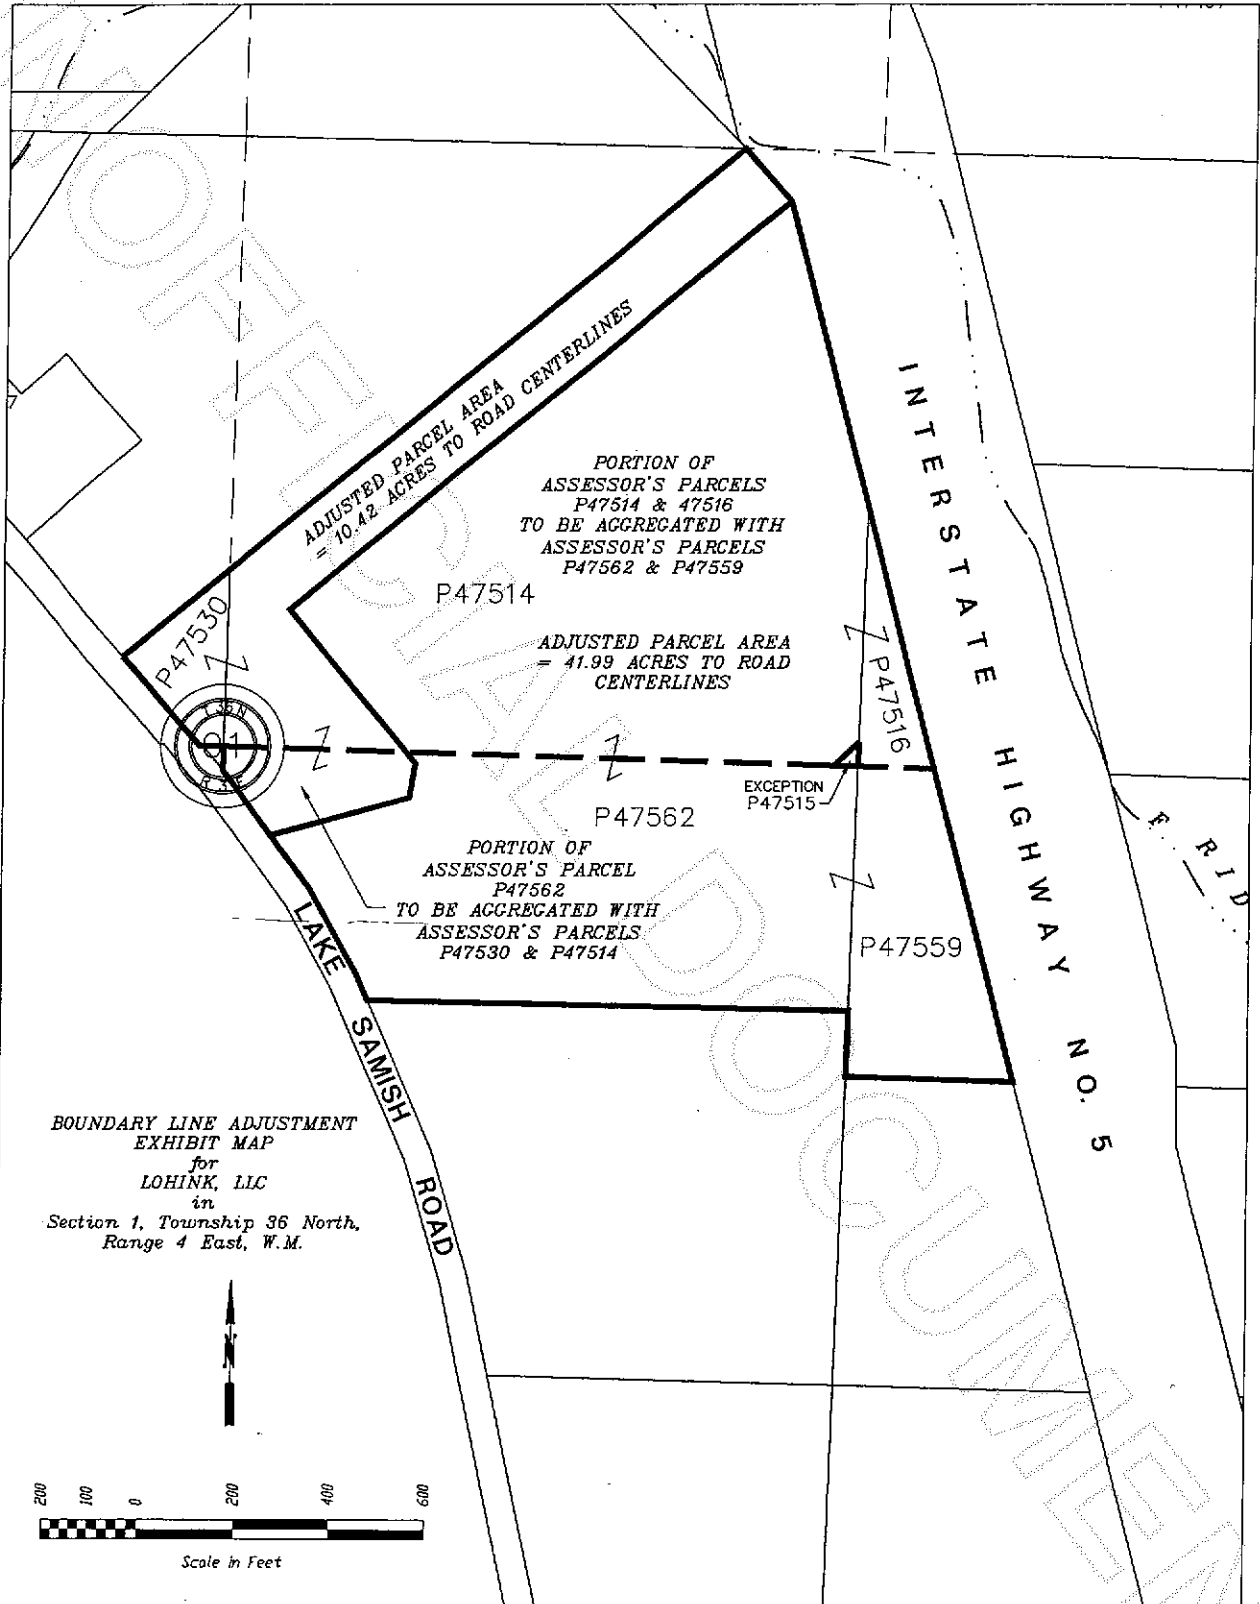 ADJUSTED PARCEL AREA
= 10.42 ACRES TO ROAD CENTERLINES
PORTION OF
ASSESSOR'S PARCELS
P47514 & 47516
TO BE AGGREGATED WITH
ASSESSOR'S PARCELS
P47562 & P47559
P47514
P47530
ADJUSTED PARCEL AREA
= 41.99 ACRES TO ROAD
CENTERLINES
P47516
INTERSTATE HIGHWAY NO. 5
01
EXCEPTION
P47515
P47562
PORTION OF
ASSESSOR'S PARCEL
P47562
TO BE AGGREGATED WITH
ASSESSOR'S PARCELS
P47530 & P47514
P47559
F. RID
LAKE SAMISH ROAD
BOUNDARY LINE ADJUSTMENT
EXHIBIT MAP
for
LOHINK, LLC
in
Section 1, Township 36 North,
Range 4 East, W.M.
N
200 100 0 200 400 600
Scale in Feet
UNOFFICIAL DOCUMENT